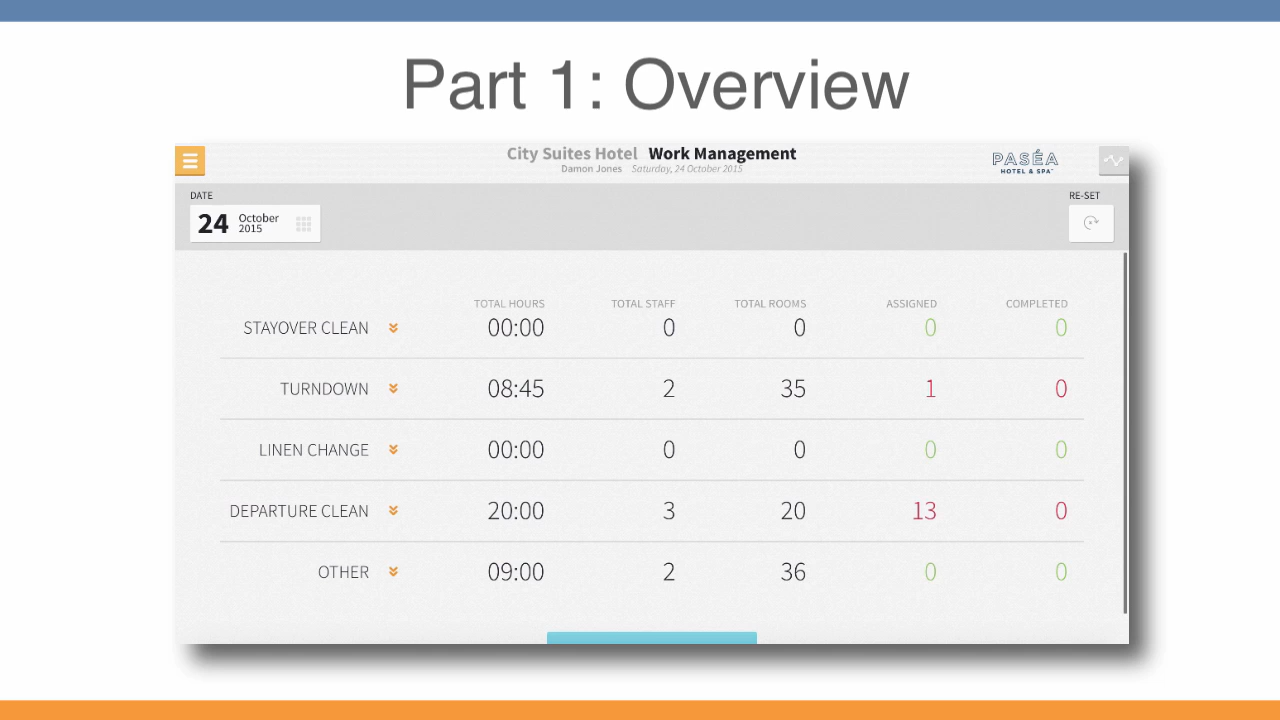 Part 1: Overview
City Suites Hotel Work Management
Damon Jones Saturday, 24 October 2015
PASÉA
HOTEL & SPA
DATE
RE-SET
24 October 2015
TOTAL HOURS TOTAL STAFF TOTAL ROOMS ASSIGNED COMPLETED
STAYOVER CLEAN 00:00 0 0 0 0
TURNDOWN 08:45 2 35 1 0
LINEN CHANGE 00:00 0 0 0 0
DEPARTURE CLEAN 20:00 3 20 13 0
OTHER 09:00 2 36 0 0